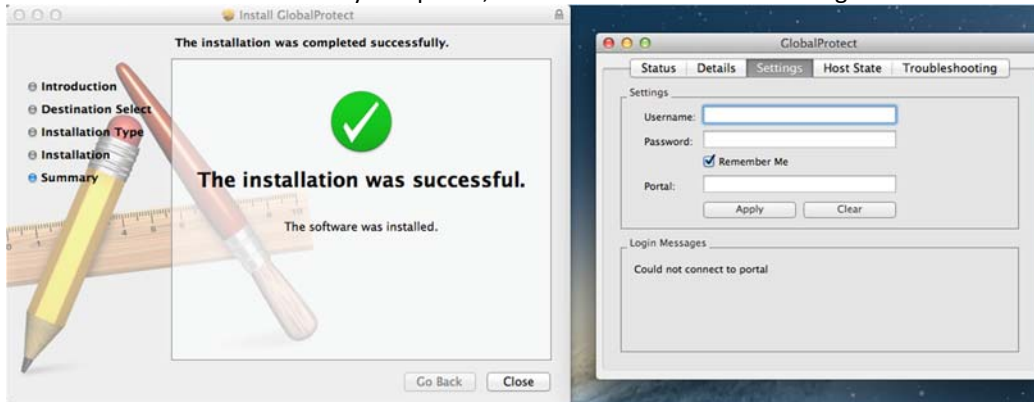 Install GlobalProtect
The installation was completed successfully.
Introduction
Destination Select
Installation Type
Installation
Summary
The installation was successful.
The software was installed.
Go Back
Close
GlobalProtect
Status Details Settings Host State Troubleshooting
Settings
Username:
Password:
Remember Me
Portal:
Apply Clear
Login Messages
Could not connect to portal